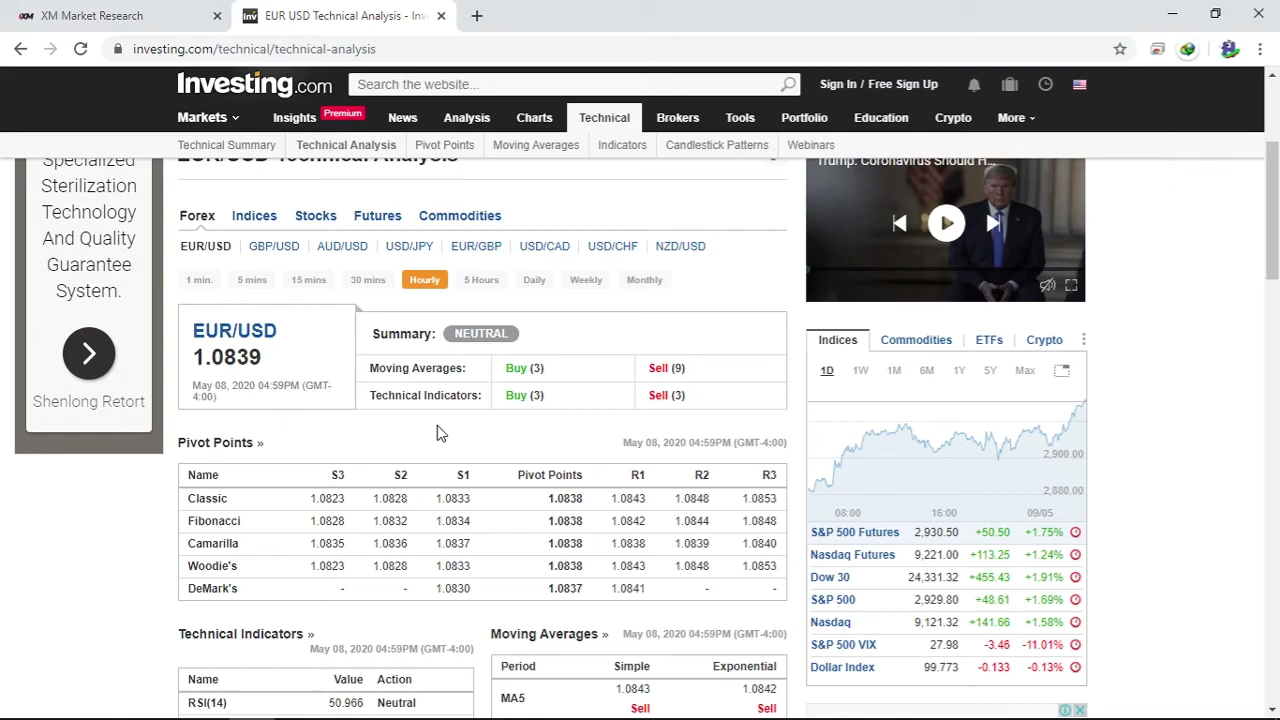 XM Market Research
EUR USD Technical Analysis - Inv
investing.com/technical/technical-analysis
Investing.com
Search the website...
Sign In / Free Sign Up
Markets
Insights
Premium
News
Analysis
Charts
Technical
Brokers
Tools
Portfolio
Education
Crypto
More
Technical Summary
Technical Analysis
Pivot Points
Moving Averages
Indicators
Candlestick Patterns
Webinars
Specialized
Sterilization
Technology
And Quality
Guarantee
System.
Shenlong Retort
EUR/USD Technical Analysis
Forex Indices Stocks Futures Commodities
EUR/USD GBP/USD AUD/USD USD/JPY EUR/GBP USD/CAD USD/CHF NZD/USD
1 min. 5 mins 15 mins 30 mins Hourly 5 Hours Daily Weekly Monthly
EUR/USD
1.0839
May 08, 2020 04:59PM (GMT-
4:00)
Summary: NEUTRAL
Moving Averages: Buy (3) Sell (9)
Technical Indicators: Buy (3) Sell (3)
Pivot Points » May 08, 2020 04:59PM (GMT-4:00)
Name S3 S2 S1 Pivot Points R1 R2 R3
Classic 1.0823 1.0828 1.0833 1.0838 1.0843 1.0848 1.0853
Fibonacci 1.0828 1.0832 1.0834 1.0838 1.0842 1.0844 1.0848
Camarilla 1.0835 1.0836 1.0837 1.0838 1.0838 1.0839 1.0840
Woodie's 1.0823 1.0828 1.0833 1.0838 1.0843 1.0848 1.0853
DeMark's - - 1.0830 1.0837 1.0841 - -
Technical Indicators »
May 08, 2020 04:59PM (GMT-4:00)
Name Value Action
RSI(14) 50.966 Neutral
Moving Averages » May 08, 2020 04:59PM (GMT-4:00)
Period Simple Exponential
MA5 1.0843 1.0842
Sell Sell
Trump: Coronavirus Should H...
Indices Commodities ETFs Crypto
1D 1W 1M 6M 1Y 5Y Max
2,900.00
2,880.00
08:00 16:00 09/05
S&P 500 Futures 2,930.50 +50.50 +1.75%
Nasdaq Futures 9,221.00 +113.25 +1.24%
Dow 30 24,331.32 +455.43 +1.91%
S&P 500 2,929.80 +48.61 +1.69%
Nasdaq 9,121.32 +141.66 +1.58%
S&P 500 VIX 27.98 -3.46 -11.01%
Dollar Index 99.773 -0.133 -0.13%